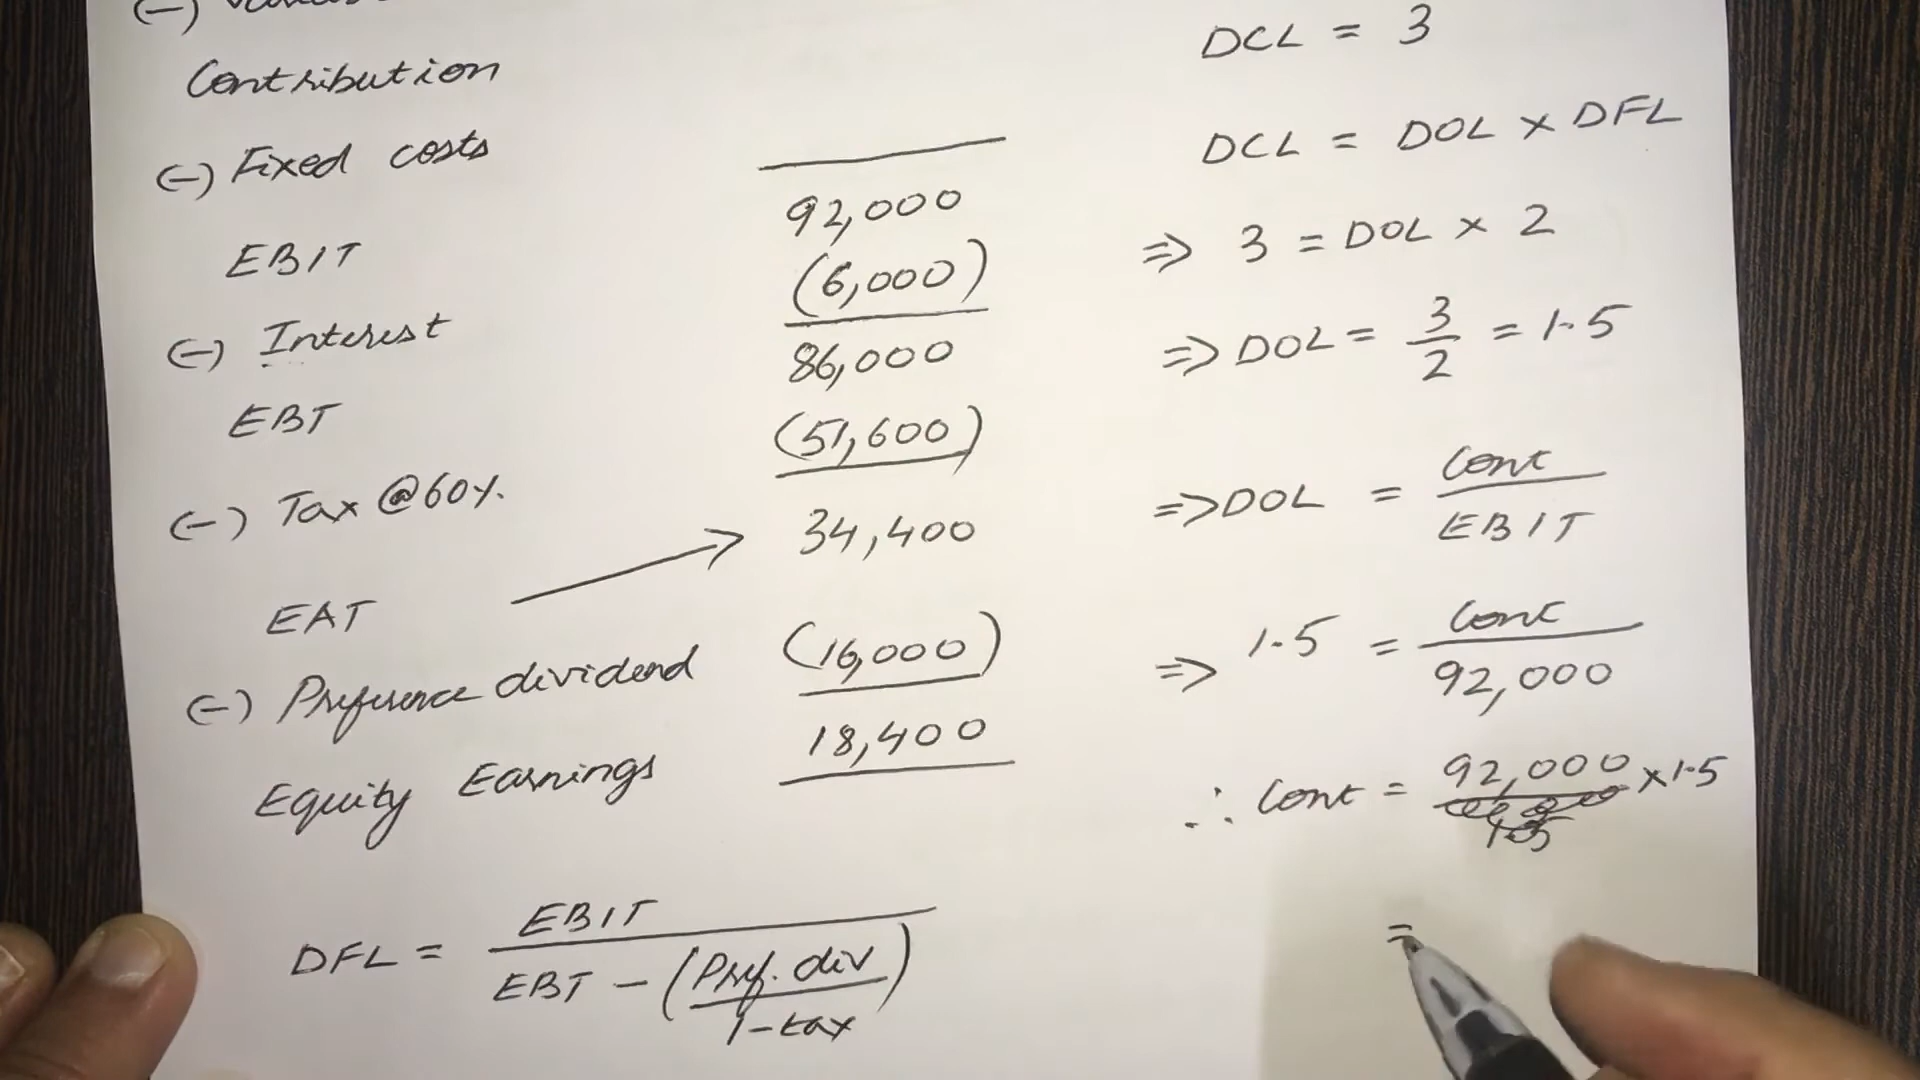 (-)
Contribution
(-) Fixed costs
EBIT
(-) Interest
EBT
(-) Tax @60%.
EAT
(-) Preference dividend
Equity Earnings
92,000
(6,000)
86,000
(51,600)
34,400
(16,000)
18,400
DFL = EBIT
EBT - (Pref. div)
1-tax
DCL = 3
DCL = DOL x DFL
⇒ 3 = DOL x 2
⇒ DOL = 3/2 = 1.5
⇒ DOL = Cont
EBIT
⇒ 1.5 = Cont
92,000
∴ Cont = 92,000 x 1.5
=